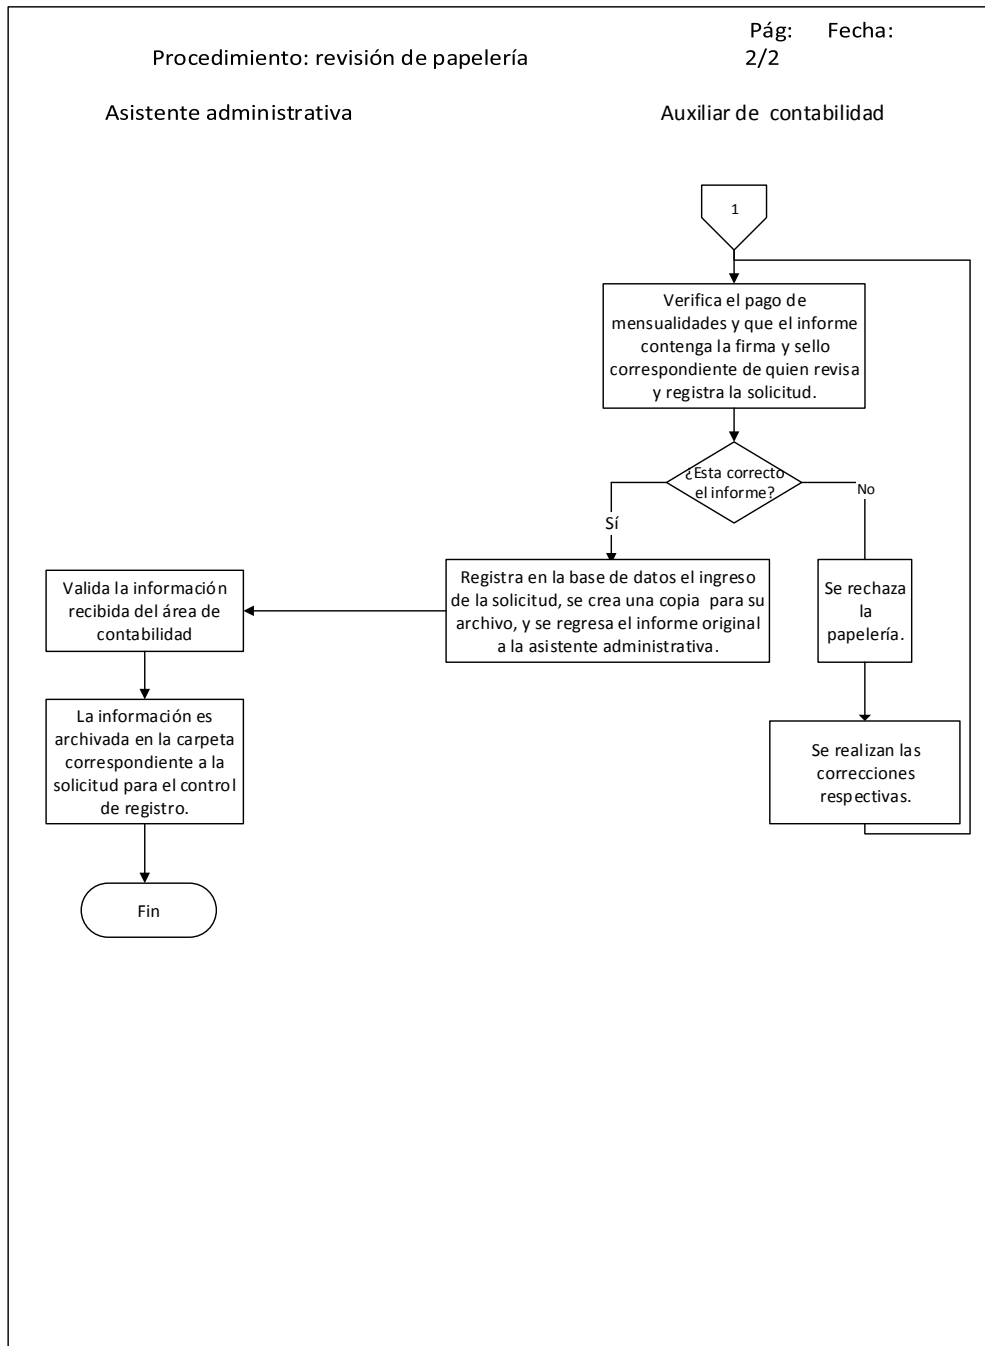 Pág: Fecha:
Procedimiento: revisión de papelería 2/2
Asistente administrativa
Auxiliar de contabilidad
1
Verifica el pago de
mensualidades y que el informe
contenga la firma y sello
correspondiente de quien revisa
y registra la solicitud.
¿Esta correcto
el informe?
No
Sí
Registra en la base de datos el ingreso
de la solicitud, se crea una copia para su
archivo, y se regresa el informe original
a la asistente administrativa.
Se rechaza
la
papelería.
Valida la información
recibida del área de
contabilidad
La información es
archivada en la carpeta
correspondiente a la
solicitud para el control
de registro.
Se realizan las
correcciones
respectivas.
Fin